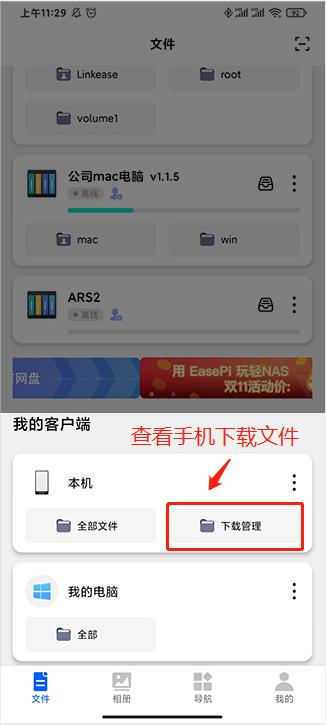 上午11:29
92
文件
Linkease
root
volume1
公司mac电脑 v1.1.5
离线
mac
win
ARS2
离线
网盘
用 EasePi 玩轻NAS
双11活动价:
我的客户端
查看手机下载文件
本机
全部文件
下载管理
我的电脑
全部
文件
相册
导航
我的